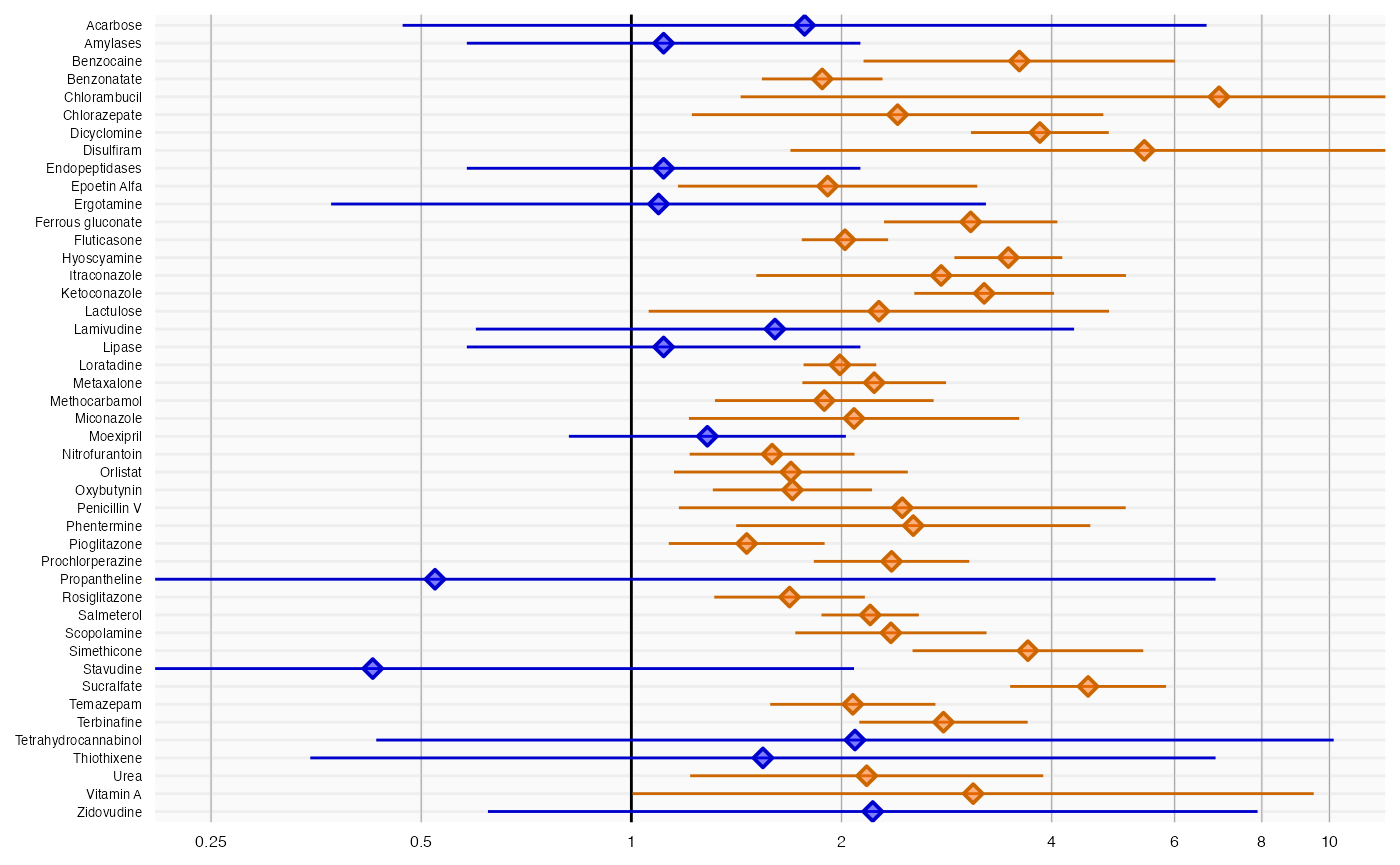 Acarbose
Amylases
Benzocaine
Benzonatate
Chlorambucil
Chlorazepate
Dicyclomine
Disulfiram
Endopeptidases
Epoetin Alfa
Ergotamine
Ferrous gluconate
Fluticasone
Hyoscyamine
Itraconazole
Ketoconazole
Lactulose
Lamivudine
Lipase
Loratadine
Metaxalone
Methocarbamol
Miconazole
Moexipril
Nitrofurantoin
Orlistat
Oxybutynin
Penicillin V
Phentermine
Pioglitazone
Prochlorperazine
Propantheline
Rosiglitazone
Salmeterol
Scopolamine
Simethicone
Stavudine
Sucralfate
Temazepam
Terbinafine
Tetrahydrocannabinol
Thiothixene
Urea
Vitamin A
Zidovudine
0.25 0.5 1 2 4 6 8 10